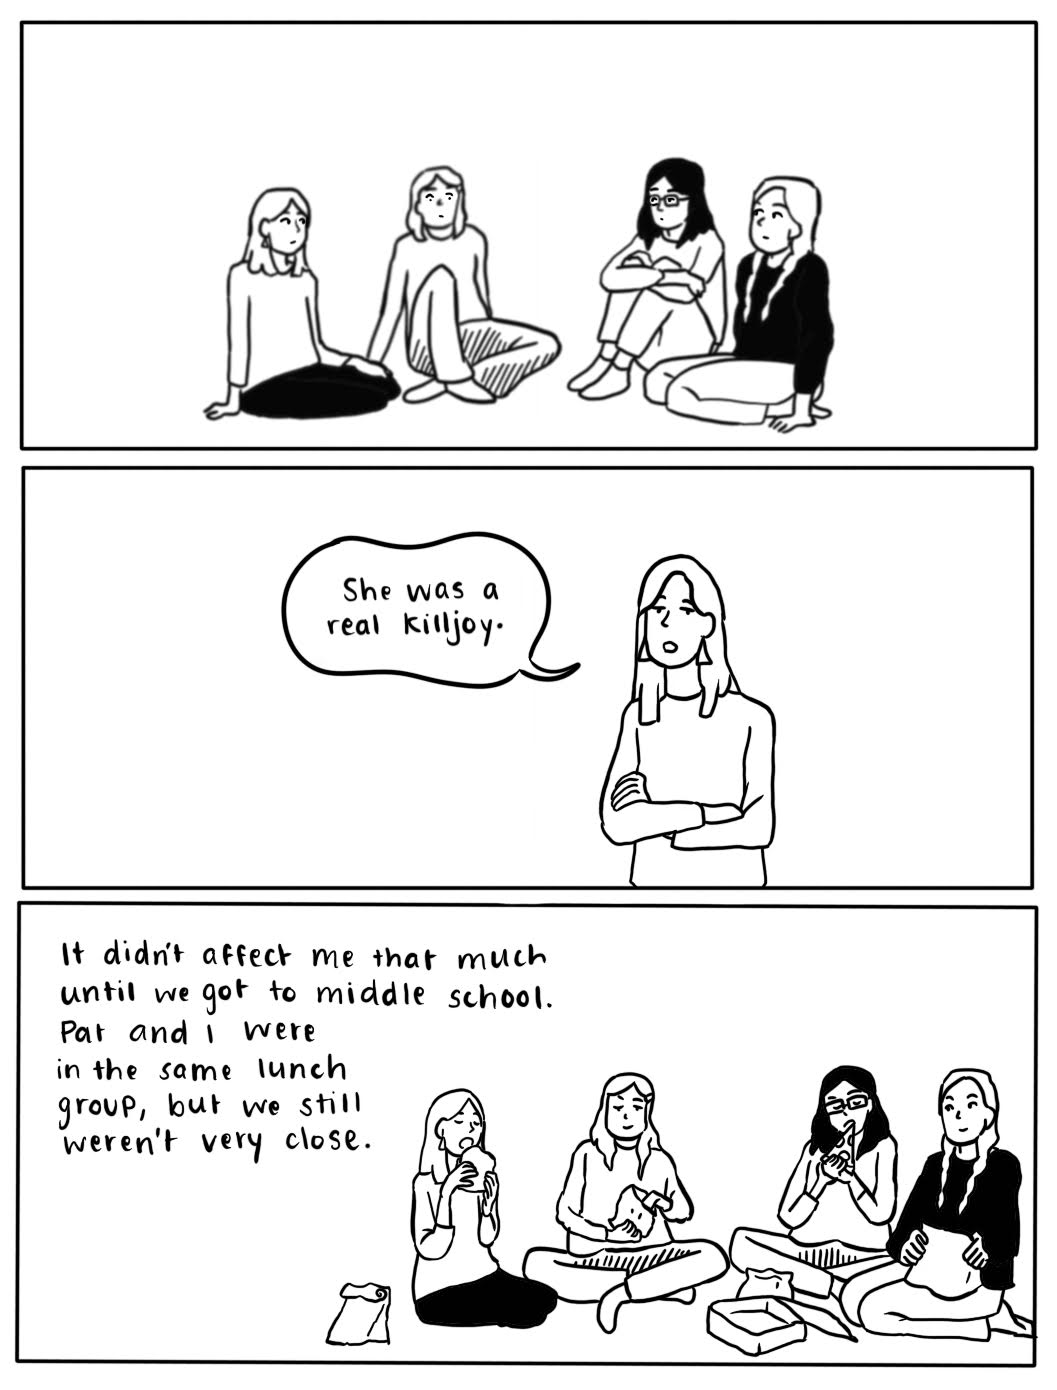 She was a
real killjoy.
It didn't affect me that much
until we got to middle school.
Pat and I were
in the same lunch
group, but we still
weren't very close.